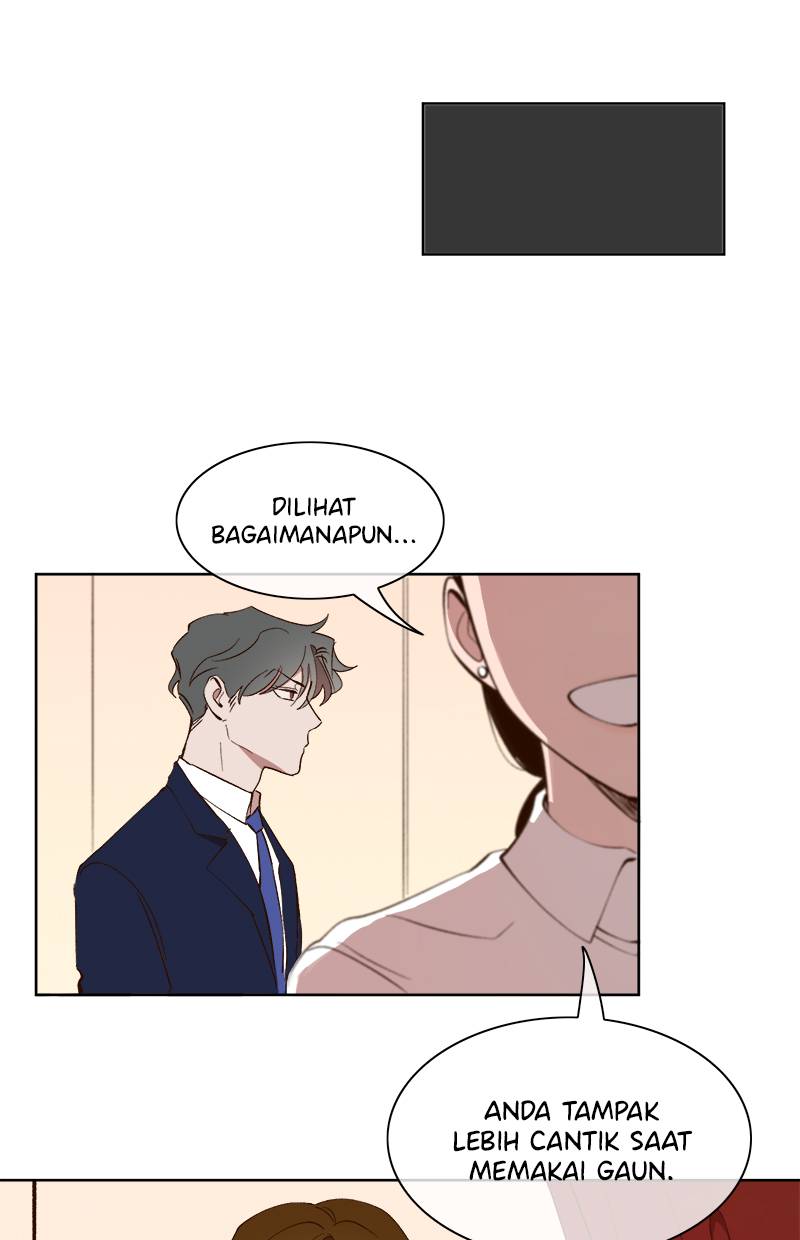 DILIHAT
BAGAIMANAPUN...
ANDA TAMPAK
LEBIH CANTIK SAAT
MEMAKAI GAUN.